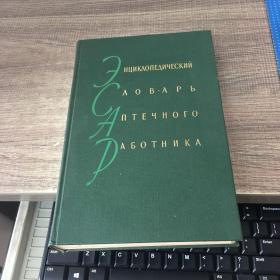 Энциклопедический
Словарь
Аптечного
Работника